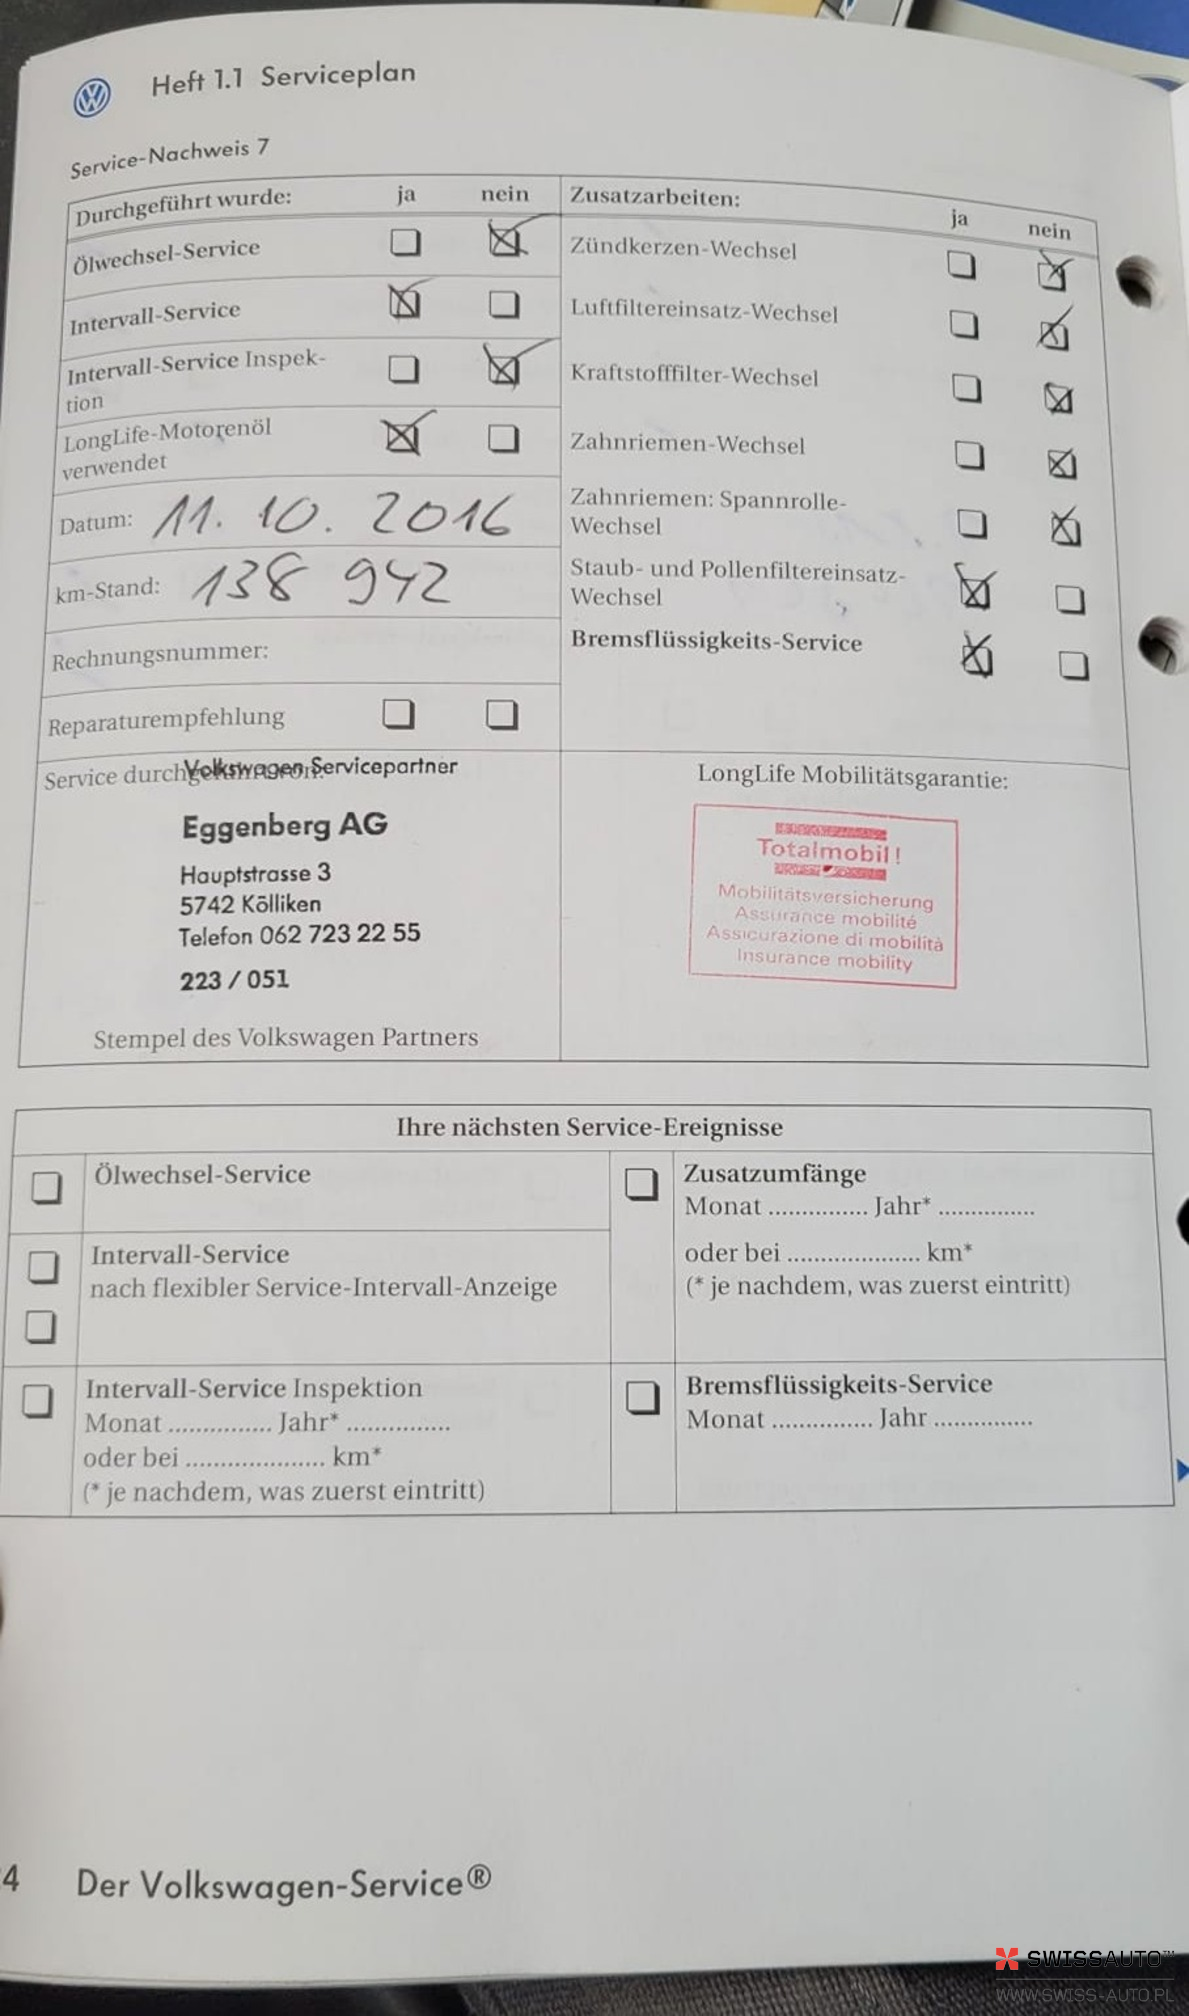 Heft 1.1 Serviceplan
Service-Nachweis 7
Durchgeführt wurde: ja nein
Ölwechsel-Service
Intervall-Service
Intervall-Service Inspek-
tion
LongLife-Motorenöl
verwendet
Datum: 11. 10. 2016
km-Stand: 138 942
Rechnungsnummer:
Reparaturempfehlung
Zusatzarbeiten: ja nein
Zündkerzen-Wechsel
Luftfiltereinsatz-Wechsel
Kraftstofffilter-Wechsel
Zahnriemen-Wechsel
Zahnriemen: Spannrolle-
Wechsel
Staub- und Pollenfiltereinsatz-
Wechsel
Bremsflüssigkeits-Service
Service
Volkswagen Servicepartner
Eggenberg AG
Hauptstrasse 3
5742 Kölliken
Telefon 062 723 22 55
223 / 051
Stempel des Volkswagen Partners
LongLife Mobilitätsgarantie:
Totalmobil!
Mobilitätsversicherung
Assurance mobilité
Assicurazione di mobilità
Insurance mobility
Ihre nächsten Service-Ereignisse
Ölwechsel-Service
Intervall-Service
nach flexibler Service-Intervall-Anzeige
Intervall-Service Inspektion
Monat ............... Jahr* ...............
oder bei .................... km*
(* je nachdem, was zuerst eintritt)
Zusatzumfänge
Monat ............... Jahr* ..............
oder bei .................... km*
(* je nachdem, was zuerst eintritt)
Bremsflüssigkeits-Service
Monat ............... Jahr ...............
4 Der Volkswagen-Service®
SWISSAUTO™
WWW.SWISS-AUTO.PL